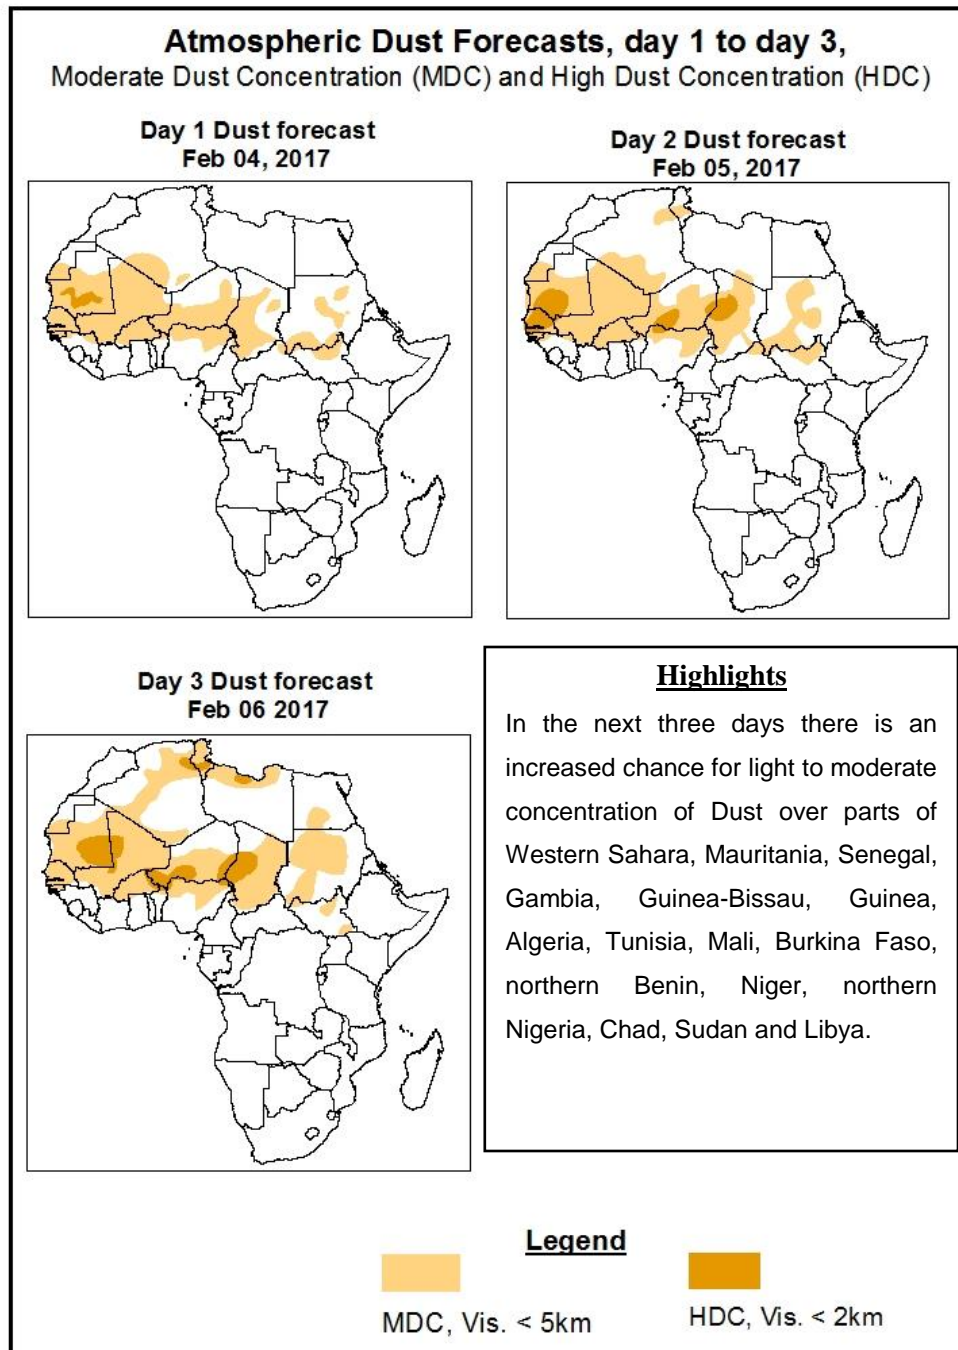 Atmospheric Dust Forecasts, day 1 to day 3,
Moderate Dust Concentration (MDC) and High Dust Concentration (HDC)
Day 1 Dust forecast
Feb 04, 2017
Day 2 Dust forecast
Feb 05, 2017
Day 3 Dust forecast
Feb 06 2017
Highlights
In the next three days there is an
increased chance for light to moderate
concentration of Dust over parts of
Western Sahara, Mauritania, Senegal,
Gambia, Guinea-Bissau, Guinea,
Algeria, Tunisia, Mali, Burkina Faso,
northern Benin, Niger, northern
Nigeria, Chad, Sudan and Libya.
Legend
MDC, Vis. < 5km
HDC, Vis. < 2km